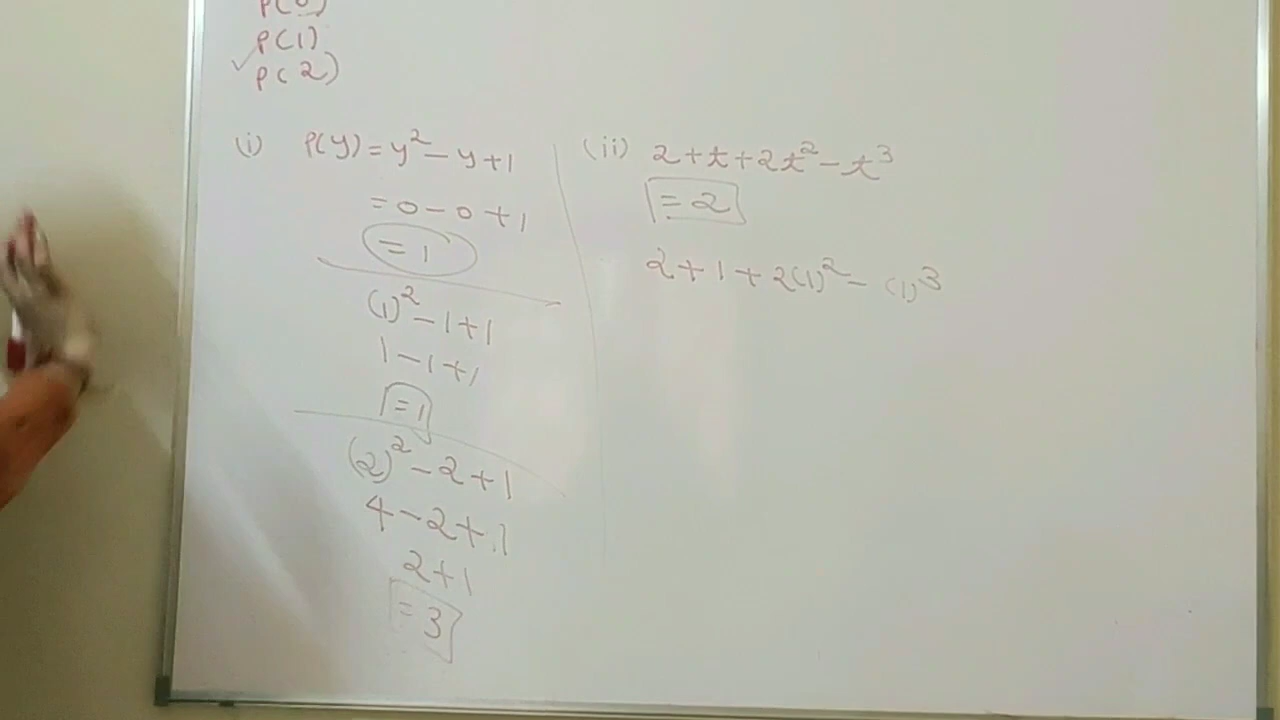 P(0)
P(1)
✓ P(2)
(i) P(y) = y² - y + 1
= 0 - 0 + 1
= 1
(1)² - 1 + 1
1 - 1 + 1
= 1
(2)² - 2 + 1
4 - 2 + 1
2 + 1
= 3
(ii) 2 + t + 2t² - t³
= 2
2 + 1 + 2(1)² - (1)³